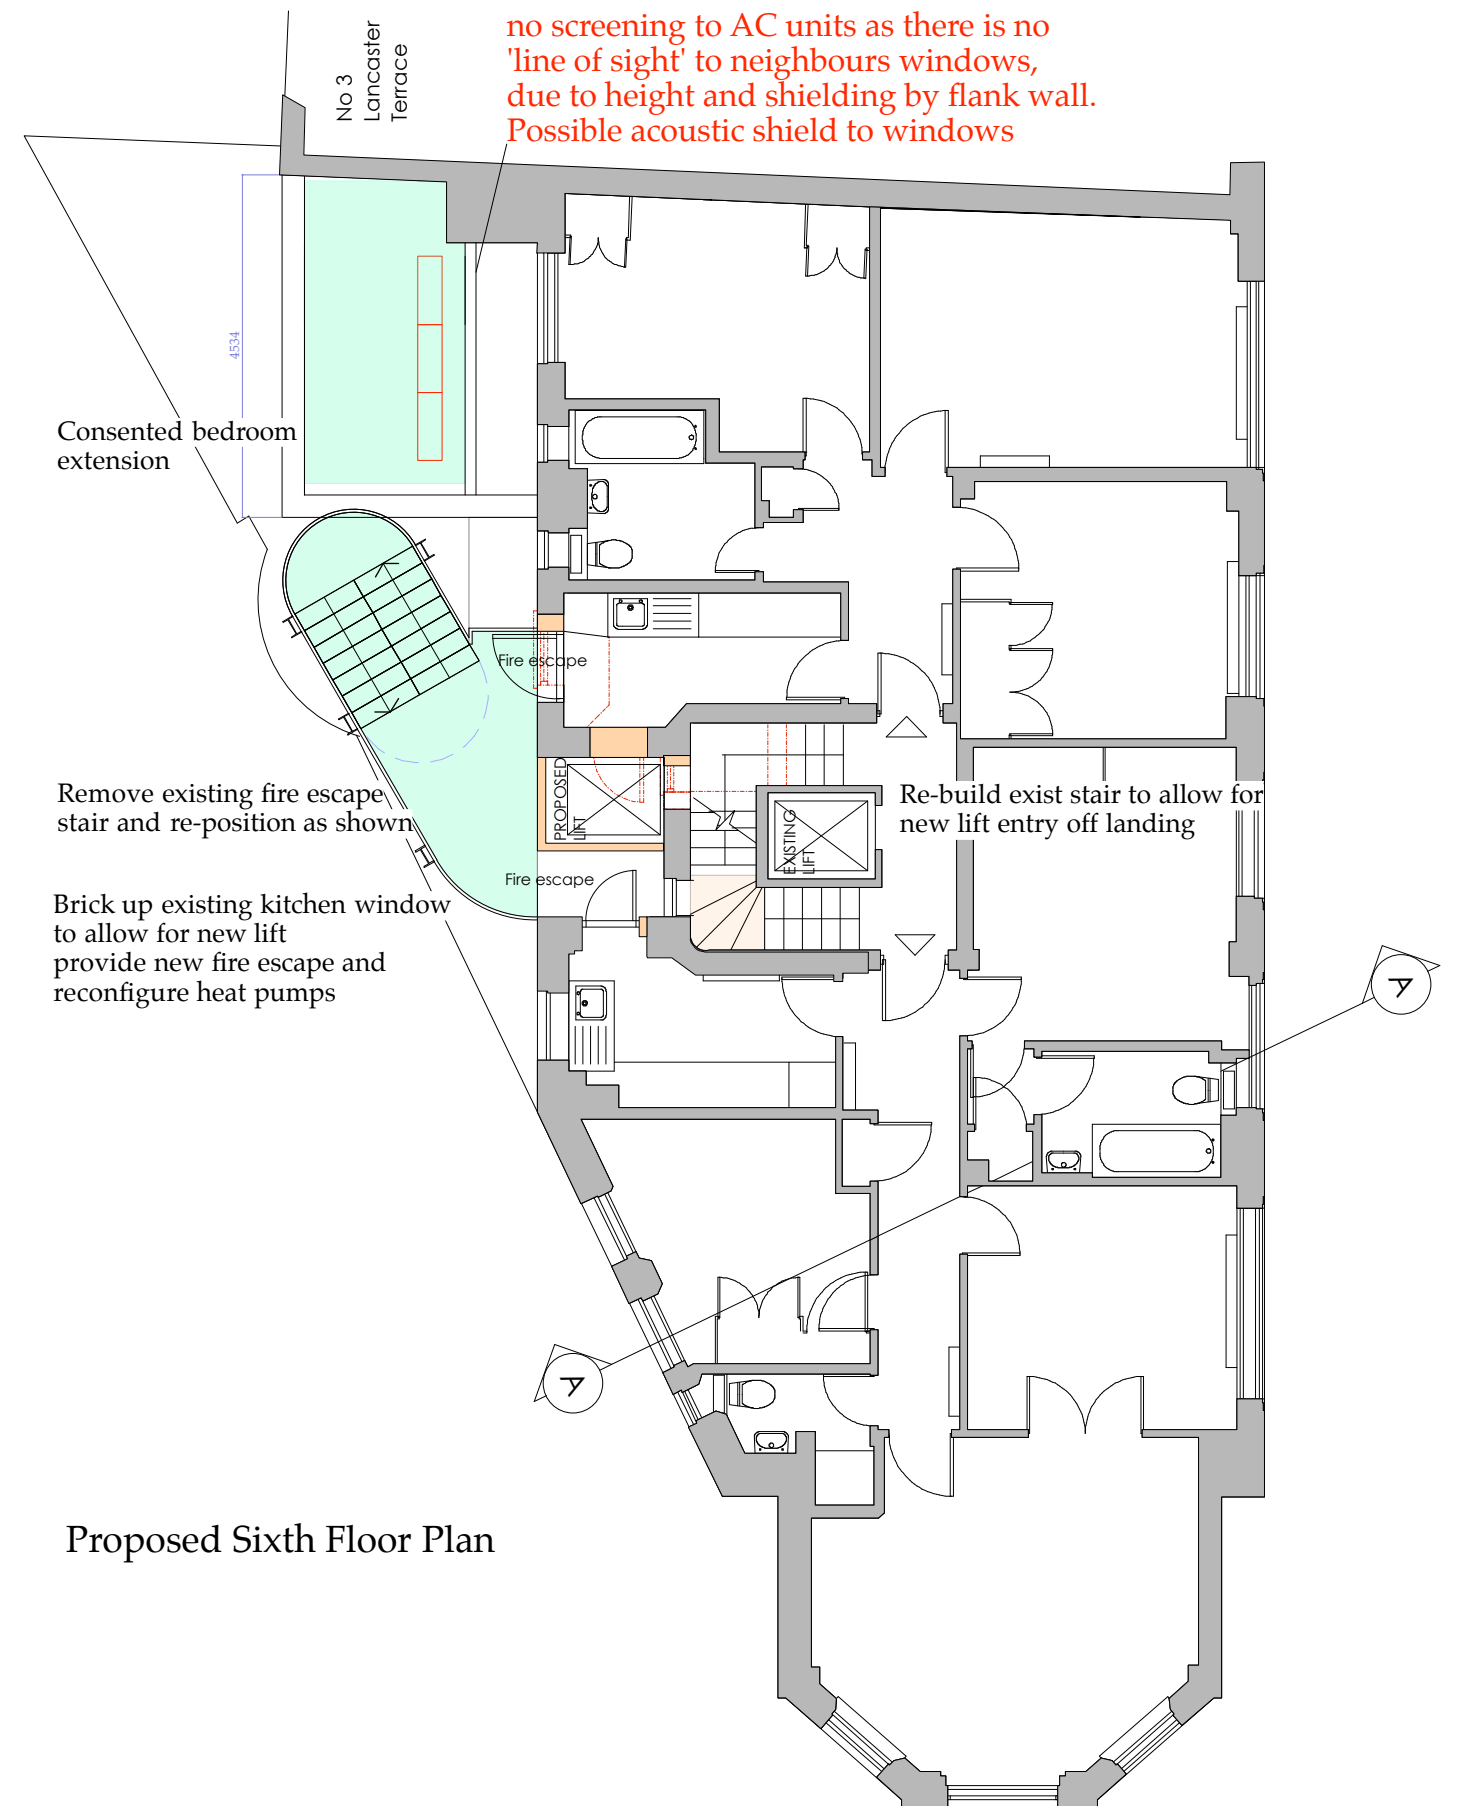 no screening to AC units as there is no
'line of sight' to neighbours windows,
due to height and shielding by flank wall.
Possible acoustic shield to windows
No 3
Lancaster
Terrace
4534
Consented bedroom
extension
Fire escape
Remove existing fire escape
stair and re-position as shown
PROPOSED
LIFT
EXISTING
LIFT
Re-build exist stair to allow for
new lift entry off landing
Fire escape
Brick up existing kitchen window
to allow for new lift
provide new fire escape and
reconfigure heat pumps
A
A
Proposed Sixth Floor Plan